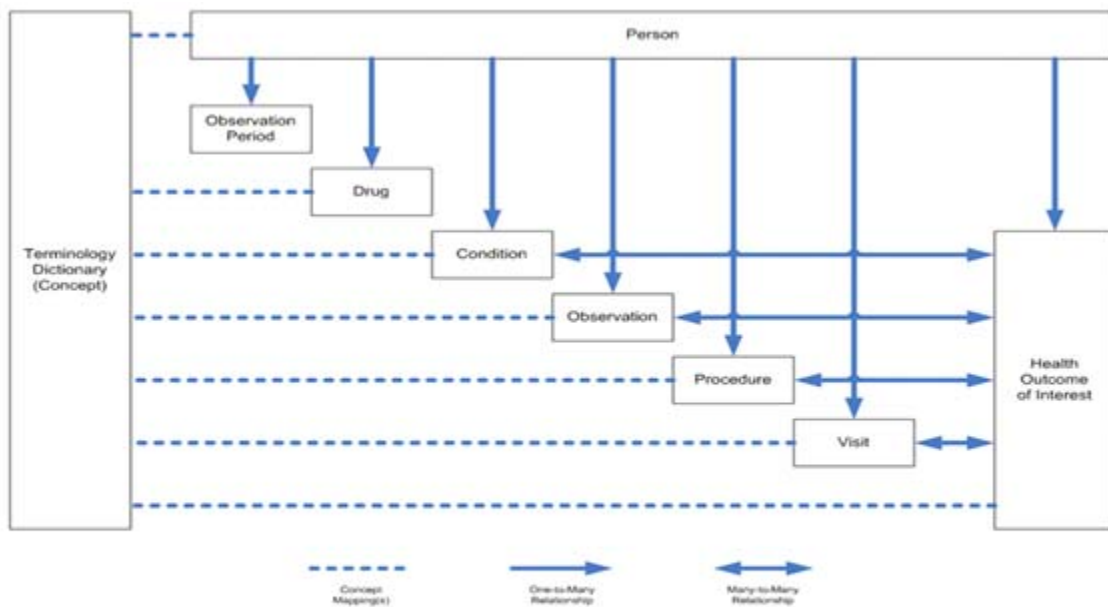 Person
Observation
Period
Drug
Terminology
Dictionary
(Concept)
Condition
Observation
Procedure
Health
Outcome
of Interest
Visit
Concept
Mapping(s)
One-to-Many
Relationship
Many-to-Many
Relationship